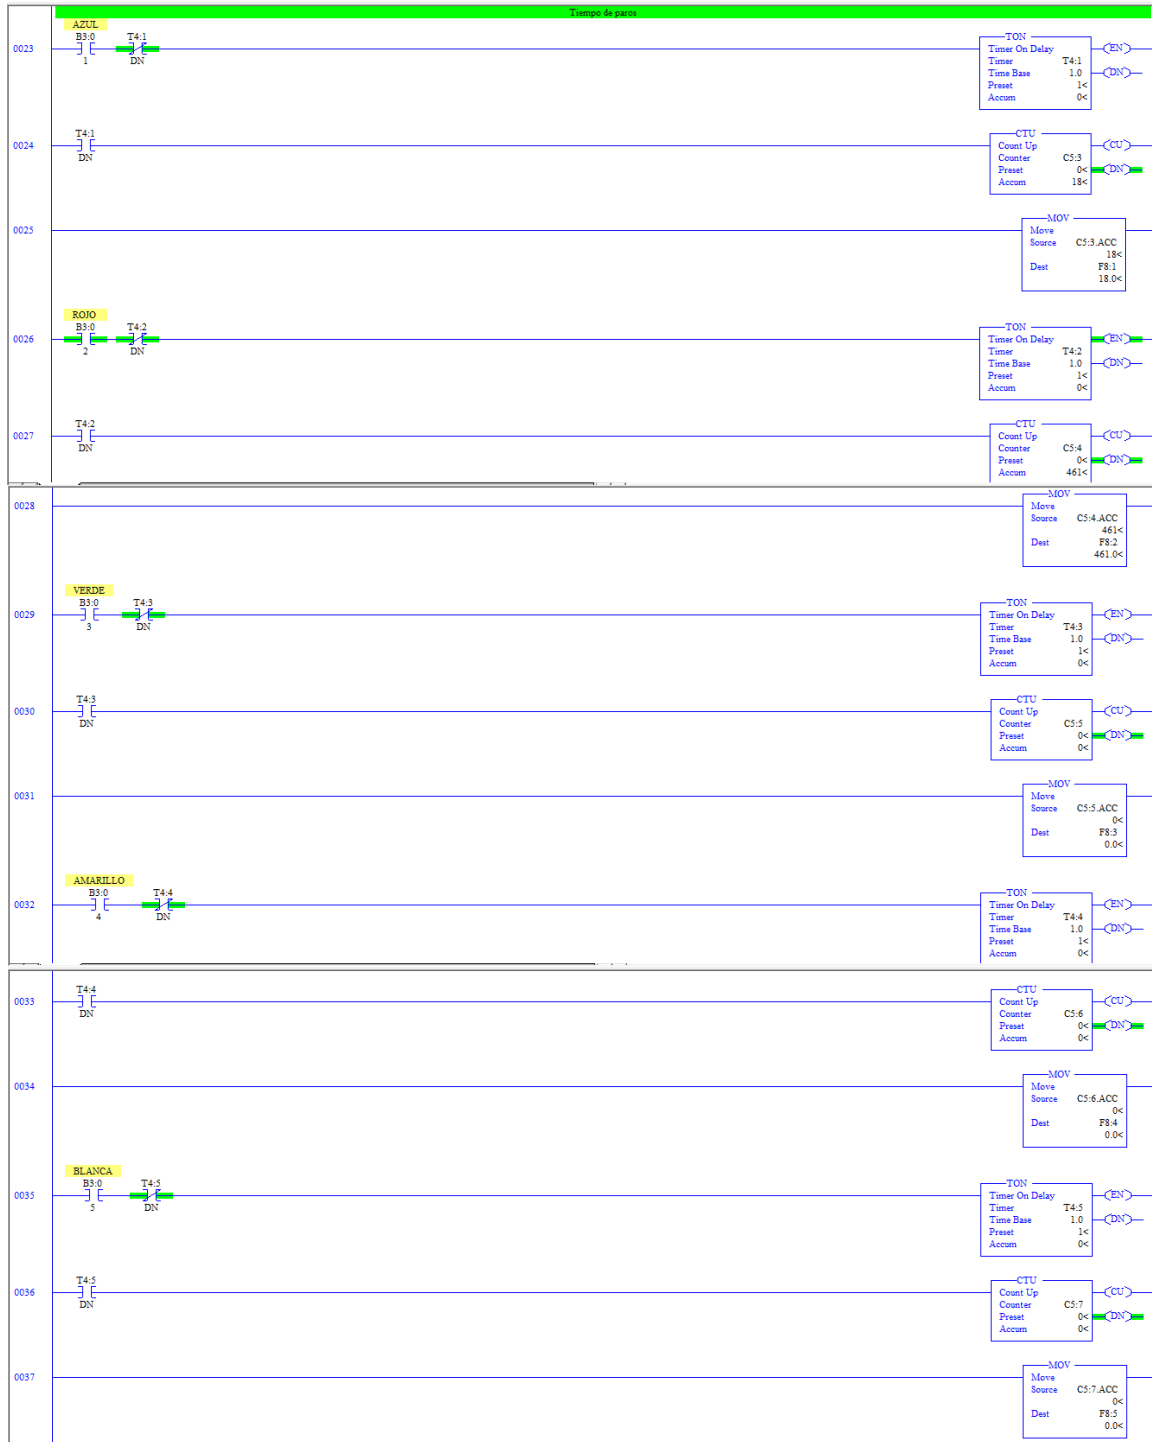 Tiempo de paros
AZUL
B3:0 T4:1 TON
0023 Timer On Delay EN
1 DN Timer T4:1
Time Base 1.0 DN
Preset 1<
Accum 0<
T4:1 CTU
0024 Count Up CU
DN Counter C5:3
Preset 0< DN
Accum 18<
MOV
0025 Move
Source C5:3.ACC
18<
Dest F8:1
18.0<
ROJO
B3:0 T4:2 TON
0026 Timer On Delay EN
2 DN Timer T4:2
Time Base 1.0 DN
Preset 1<
Accum 0<
T4:2 CTU
0027 Count Up CU
DN Counter C5:4
Preset 0< DN
Accum 461<
MOV
0028 Move
Source C5:4.ACC
461<
Dest F8:2
461.0<
VERDE
B3:0 T4:3 TON
0029 Timer On Delay EN
3 DN Timer T4:3
Time Base 1.0 DN
Preset 1<
Accum 0<
T4:3 CTU
0030 Count Up CU
DN Counter C5:5
Preset 0< DN
Accum 0<
MOV
0031 Move
Source C5:5.ACC
0<
Dest F8:3
0.0<
AMARILLO
B3:0 T4:4 TON
0032 Timer On Delay EN
4 DN Timer T4:4
Time Base 1.0 DN
Preset 1<
Accum 0<
T4:4 CTU
0033 Count Up CU
DN Counter C5:6
Preset 0< DN
Accum 0<
MOV
0034 Move
Source C5:6.ACC
0<
Dest F8:4
0.0<
BLANCA
B3:0 T4:5 TON
0035 Timer On Delay EN
5 DN Timer T4:5
Time Base 1.0 DN
Preset 1<
Accum 0<
T4:5 CTU
0036 Count Up CU
DN Counter C5:7
Preset 0< DN
Accum 0<
MOV
0037 Move
Source C5:7.ACC
0<
Dest F8:5
0.0<